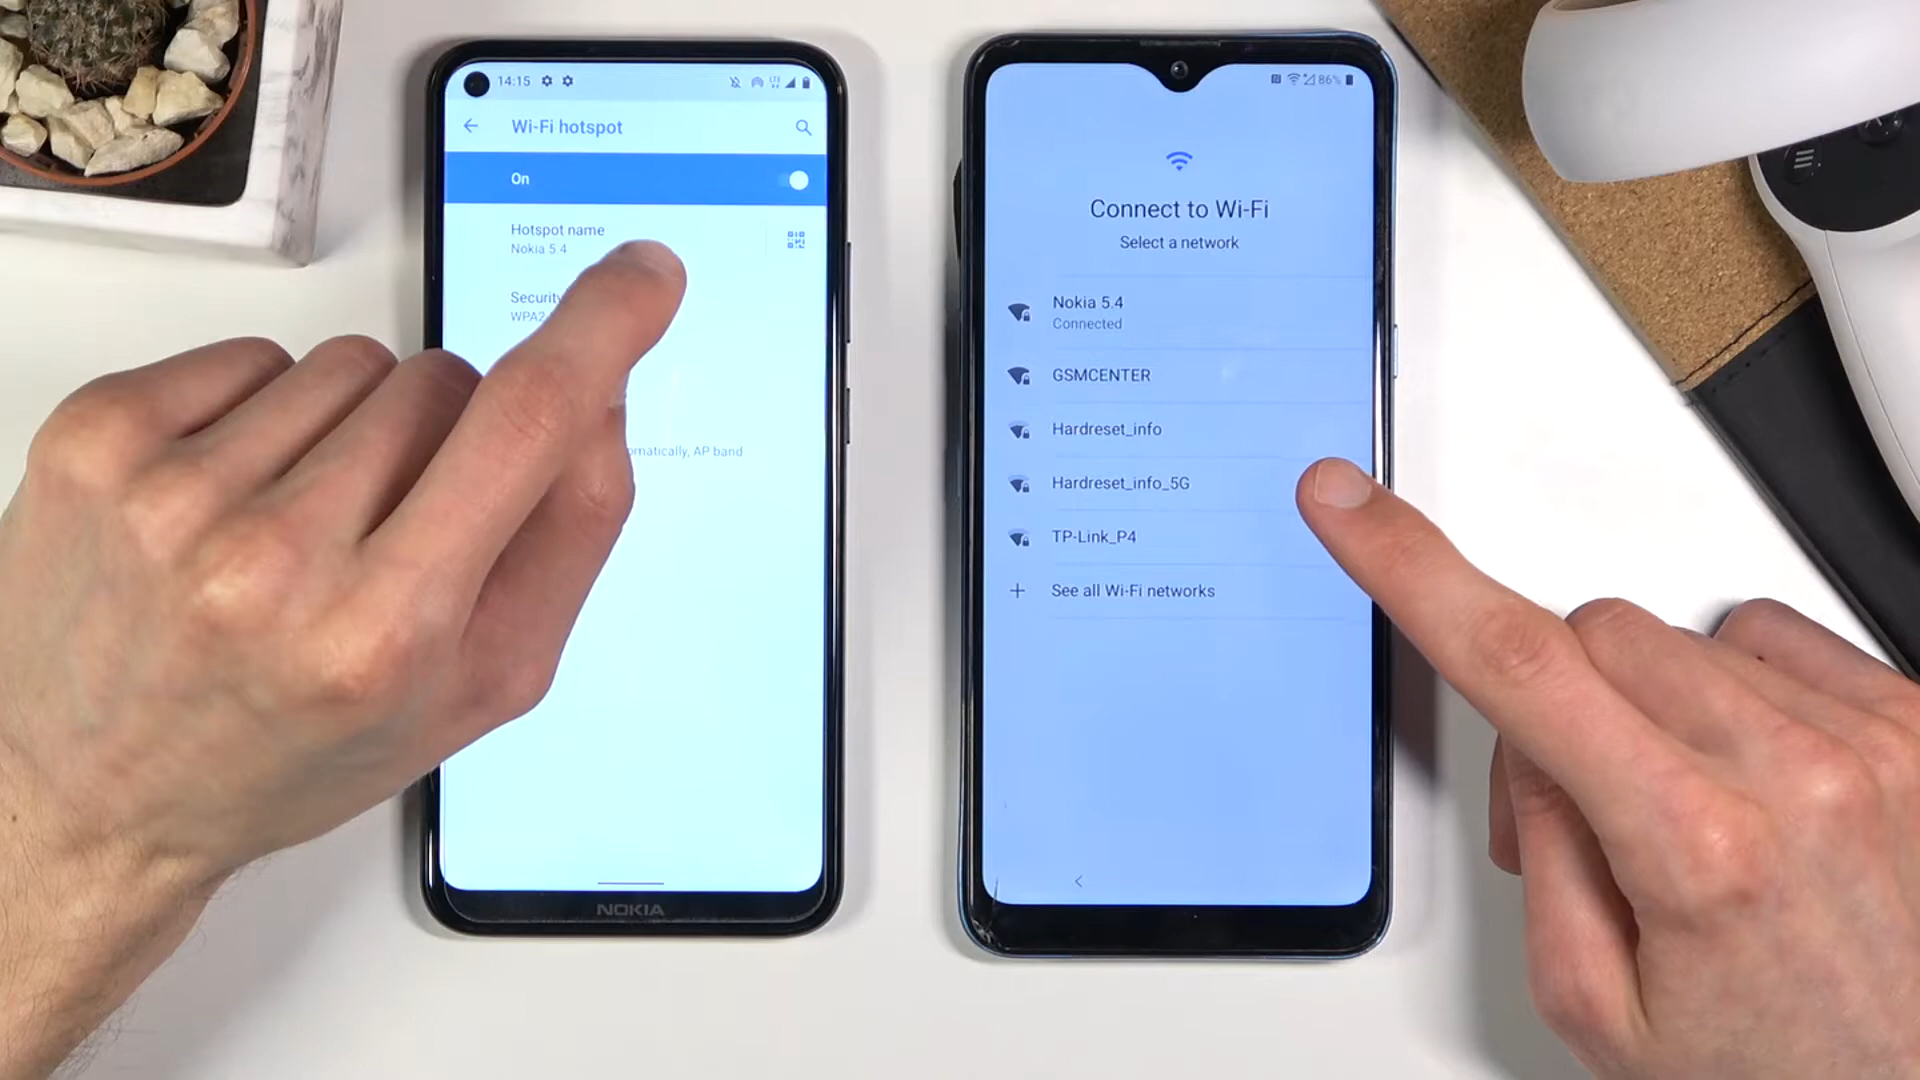 14:15
Wi-Fi hotspot
On
Hotspot name
Nokia 5.4
Security
WPA2
omatically, AP band
NOKIA
86%
Connect to Wi-Fi
Select a network
Nokia 5.4
Connected
GSMCENTER
Hardreset_info
Hardreset_info_5G
TP-Link_P4
See all Wi-Fi networks